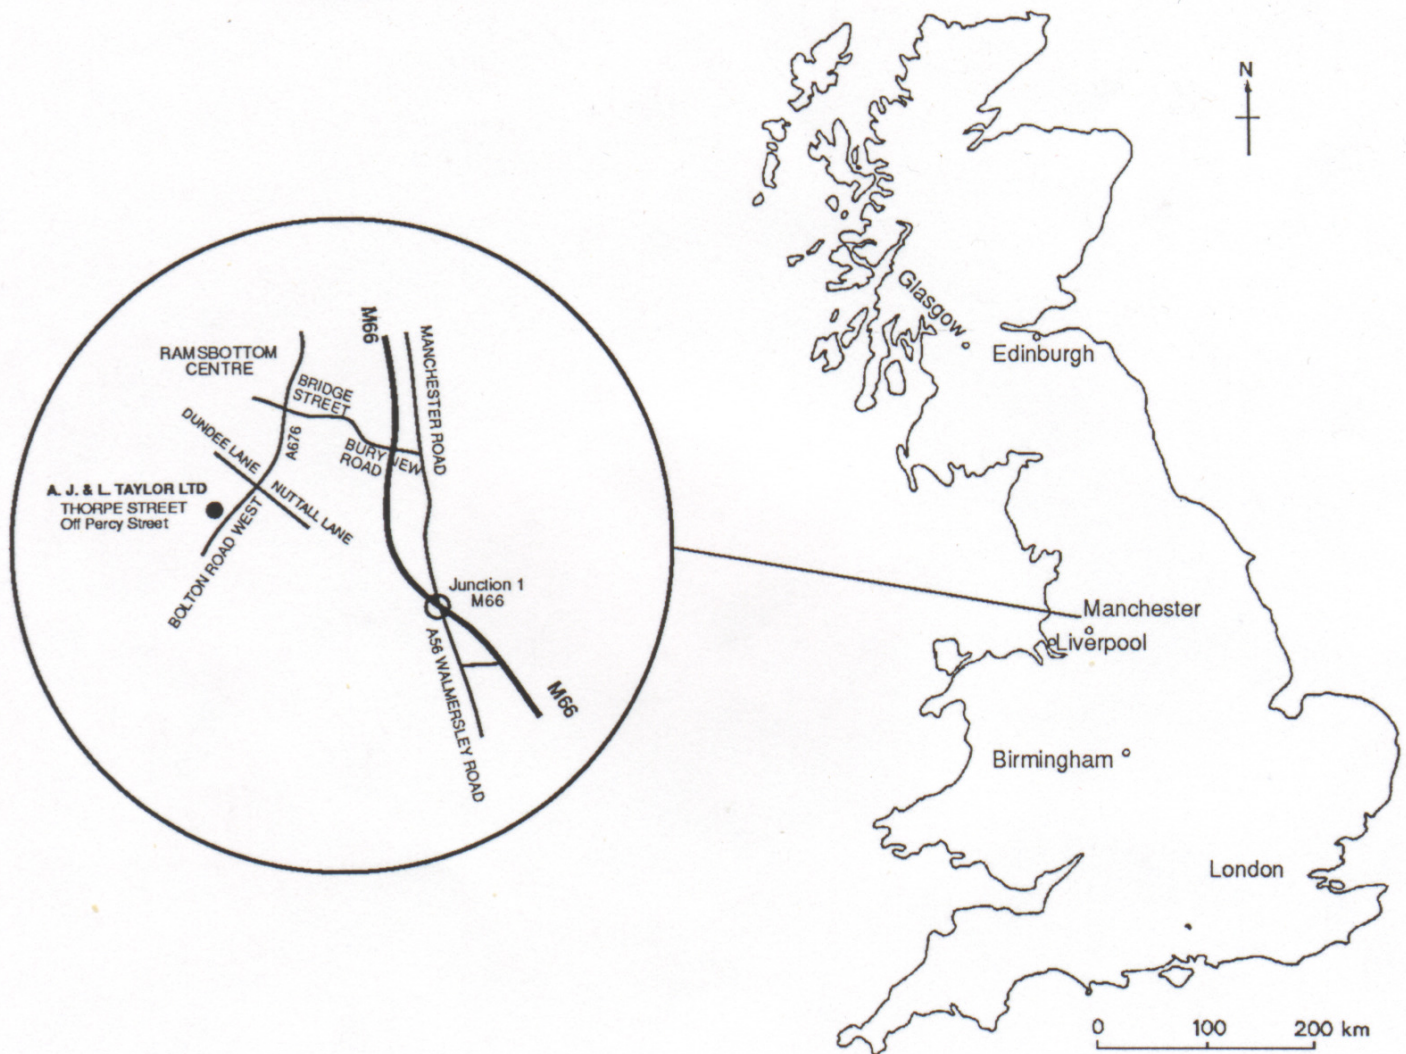 RAMSBOTTOM
CENTRE
M66
MANCHESTER ROAD
BRIDGE
STREET
A676
BURY NEW
ROAD
DUNDEE LANE
NUTTALL LANE
A. J. & L. TAYLOR LTD
THORPE STREET
Off Percy Street
BOLTON ROAD WEST
Junction 1
M66
A56 WALMERSLEY ROAD
M66
N
Glasgow
Edinburgh
Manchester
Liverpool
Birmingham
London
0 100 200 km